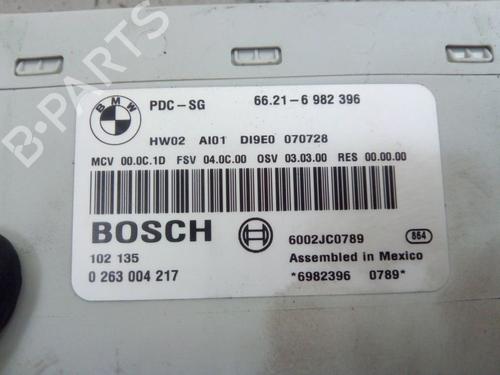 B-PARTS
BMW
PDC-SG 66.21-6 982 396
HW02 AI01 DI9E0 070728
MCV 00.0C.1D FSV 04.0C.00 OSV 03.03.00 RES 00.00.00
BOSCH
6002JC0789 864
102 135 Assembled in Mexico
0 263 004 217 *6982396 0789*